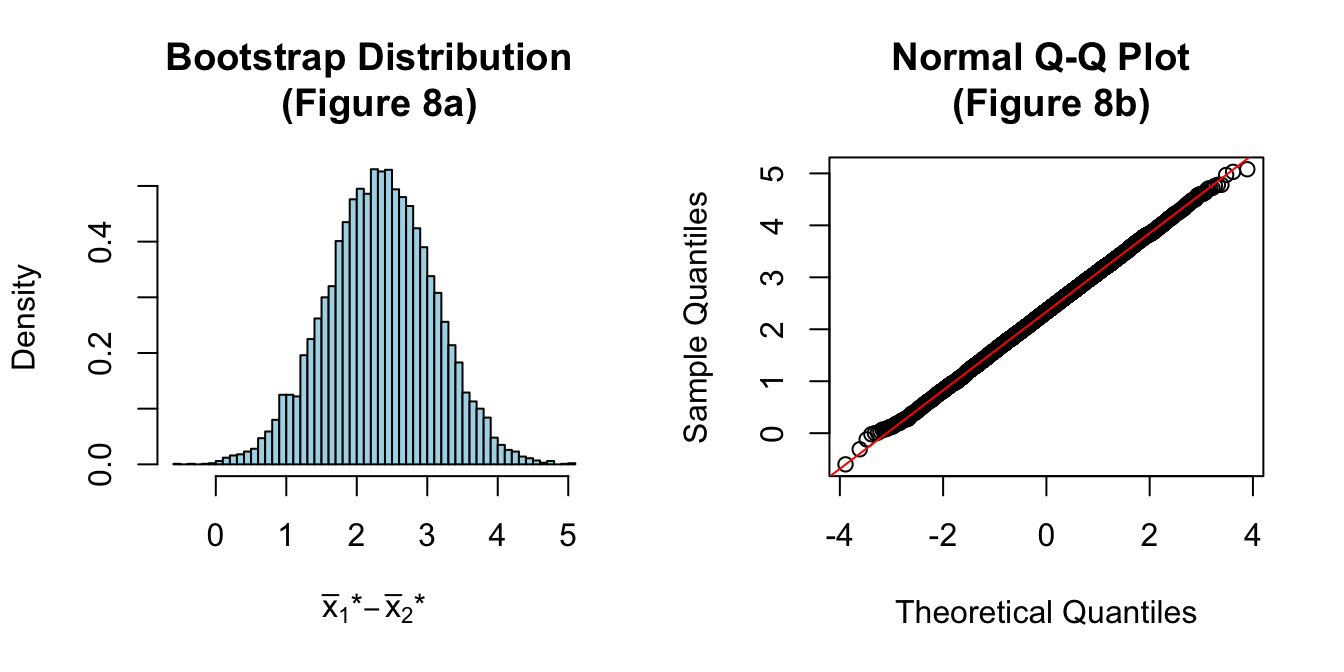 Bootstrap Distribution
(Figure 8a)
Density
0.0
0.2
0.4
0 1 2 3 4 5
x̅₁*–x̅₂*
Normal Q-Q Plot
(Figure 8b)
Sample Quantiles
0
1
2
3
4
5
-4 -2 0 2 4
Theoretical Quantiles